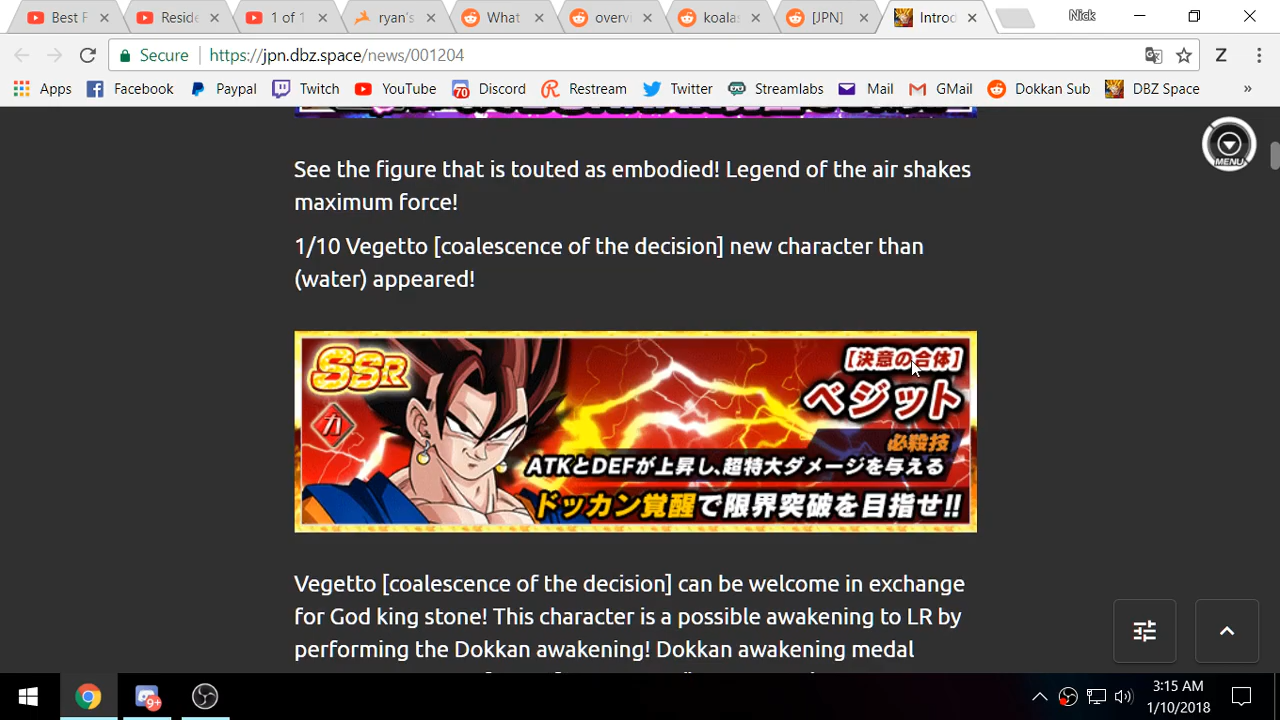 Best F
Resid
1 of 1
ryan's
What
over
koala
[JPN]
Introd
Nick
Secure
https://jpn.dbz.space/news/001204
Z
Apps
Facebook
Paypal
Twitch
YouTube
70
Discord
Restream
Twitter
Streamlabs
Mail
GMail
Dokkan Sub
DBZ Space
»
MENU
See the figure that is touted as embodied! Legend of the air shakes
maximum force!
1/10 Vegetto [coalescence of the decision] new character than
(water) appeared!
SSR
【決意の合体】
力
ベジット
必殺技
ATKとDEFが上昇し、超特大ダメージを与える
ドッカン覚醒で限界突破を目指せ!!
Vegetto [coalescence of the decision] can be welcome in exchange
for God king stone! This character is a possible awakening to LR by
performing the Dokkan awakening! Dokkan awakening medal
9+
3:15 AM
1/10/2018